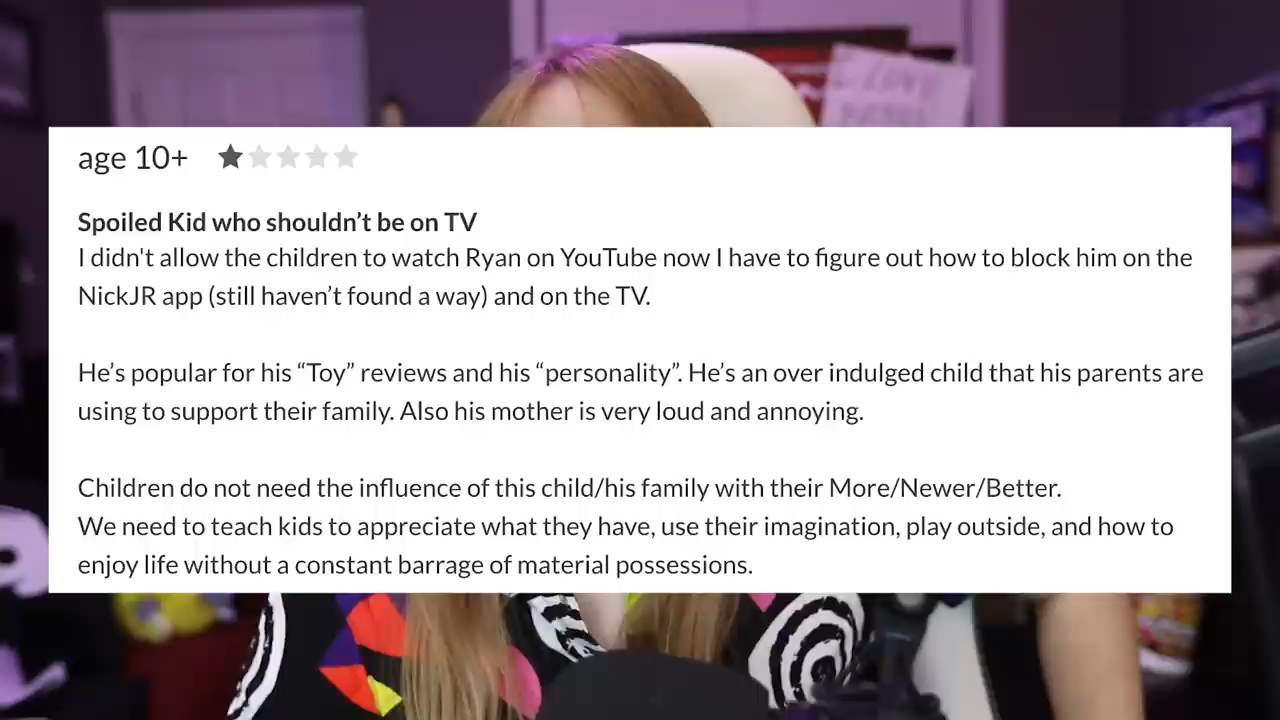 age 10+
Spoiled Kid who shouldn’t be on TV
I didn't allow the children to watch Ryan on YouTube now I have to figure out how to block him on the
NickJR app (still haven’t found a way) and on the TV.
He’s popular for his “Toy” reviews and his “personality”. He’s an over indulged child that his parents are
using to support their family. Also his mother is very loud and annoying.
Children do not need the influence of this child/his family with their More/Newer/Better.
We need to teach kids to appreciate what they have, use their imagination, play outside, and how to
enjoy life without a constant barrage of material possessions.